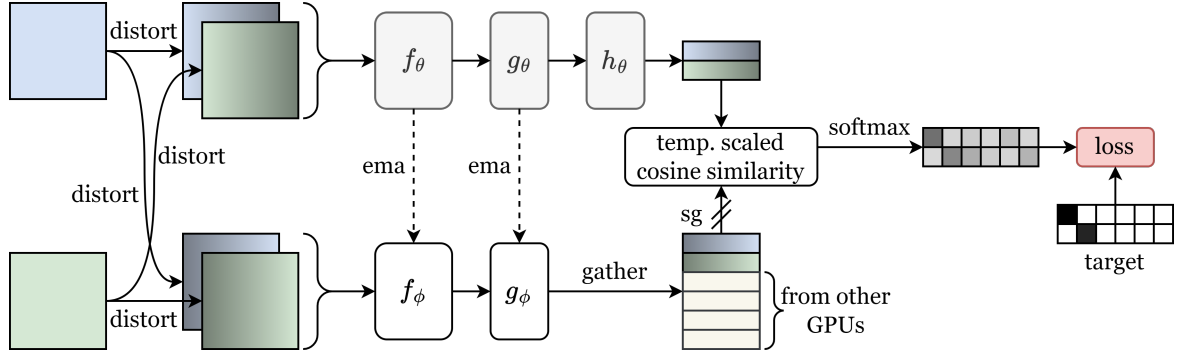 distort
f_θ
g_θ
h_θ
temp. scaled
cosine similarity
softmax
loss
distort
distort
ema
ema
sg
target
distort
f_ϕ
g_ϕ
gather
from other
GPUs